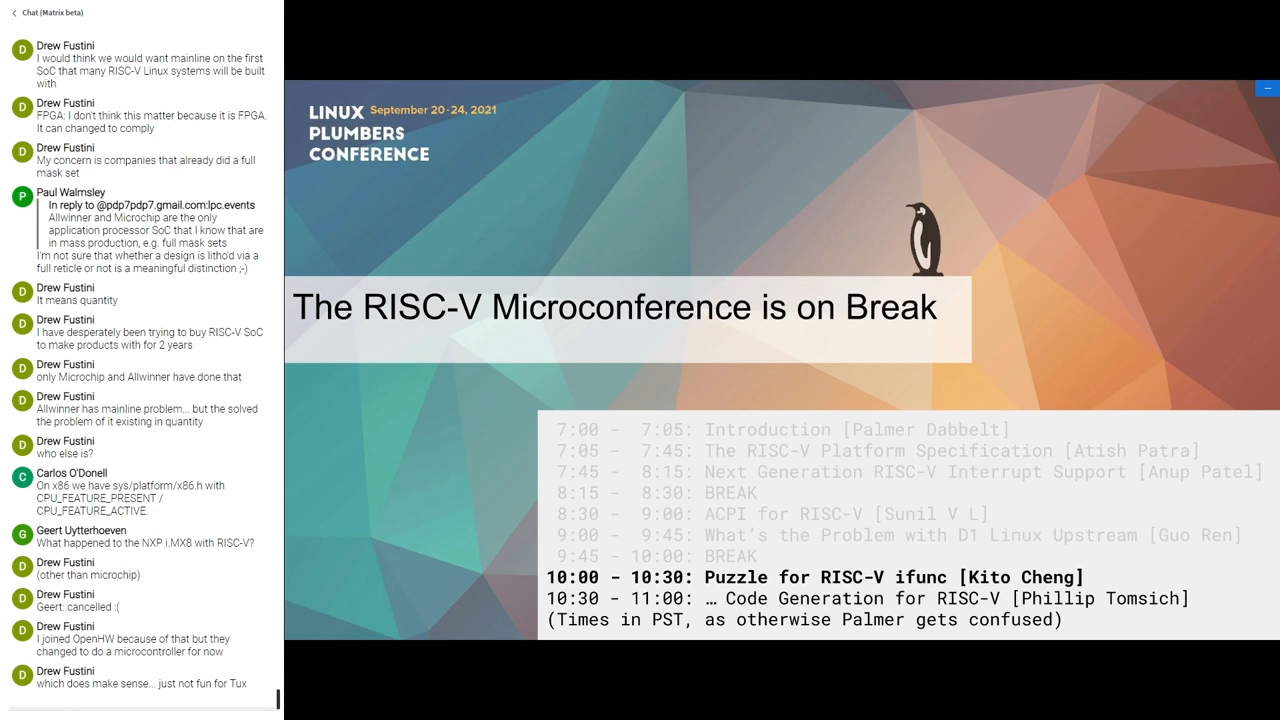 Chat (Matrix beta)
Drew Fustini
I would think we would want mainline on the first
SoC that many RISC-V Linux systems will be built
with
Drew Fustini
FPGA: I don't think this matter because it is FPGA.
It can changed to comply
Drew Fustini
My concern is companies that already did a full
mask set
Paul Walmsley
In reply to @pdp7pdp7.gmail.com:lpc.events
Allwinner and Microchip are the only
application processor SoC that I know that are
in mass production, e.g. full mask sets
I'm not sure that whether a design is litho'd via a
full reticle or not is a meaningful distinction ;-)
Drew Fustini
It means quantity
Drew Fustini
I have desperately been trying to buy RISC-V SoC
to make products with for 2 years
Drew Fustini
only Microchip and Allwinner have done that
Drew Fustini
Allwinner has mainline problem... but the solved
the problem of it existing in quantity
Drew Fustini
who else is?
Carlos O'Donell
On x86 we have sys/platform/x86.h with
CPU_FEATURE_PRESENT /
CPU_FEATURE_ACTIVE.
Geert Uytterhoeven
What happened to the NXP i.MX8 with RISC-V?
Drew Fustini
(other than microchip)
Drew Fustini
Geert: cancelled :(
Drew Fustini
I joined OpenHW because of that but they
changed to do a microcontroller for now
Drew Fustini
which does make sense... just not fun for Tux
LINUX September 20-24, 2021
PLUMBERS
CONFERENCE
The RISC-V Microconference is on Break
7:00 - 7:05: Introduction [Palmer Dabbelt]
7:05 - 7:45: The RISC-V Platform Specification [Atish Patra]
7:45 - 8:15: Next Generation RISC-V Interrupt Support [Anup Patel]
8:15 - 8:30: BREAK
8:30 - 9:00: ACPI for RISC-V [Sunil V L]
9:00 - 9:45: What's the Problem with D1 Linux Upstream [Guo Ren]
9:45 - 10:00: BREAK
10:00 - 10:30: Puzzle for RISC-V ifunc [Kito Cheng]
10:30 - 11:00: … Code Generation for RISC-V [Phillip Tomsich]
(Times in PST, as otherwise Palmer gets confused)